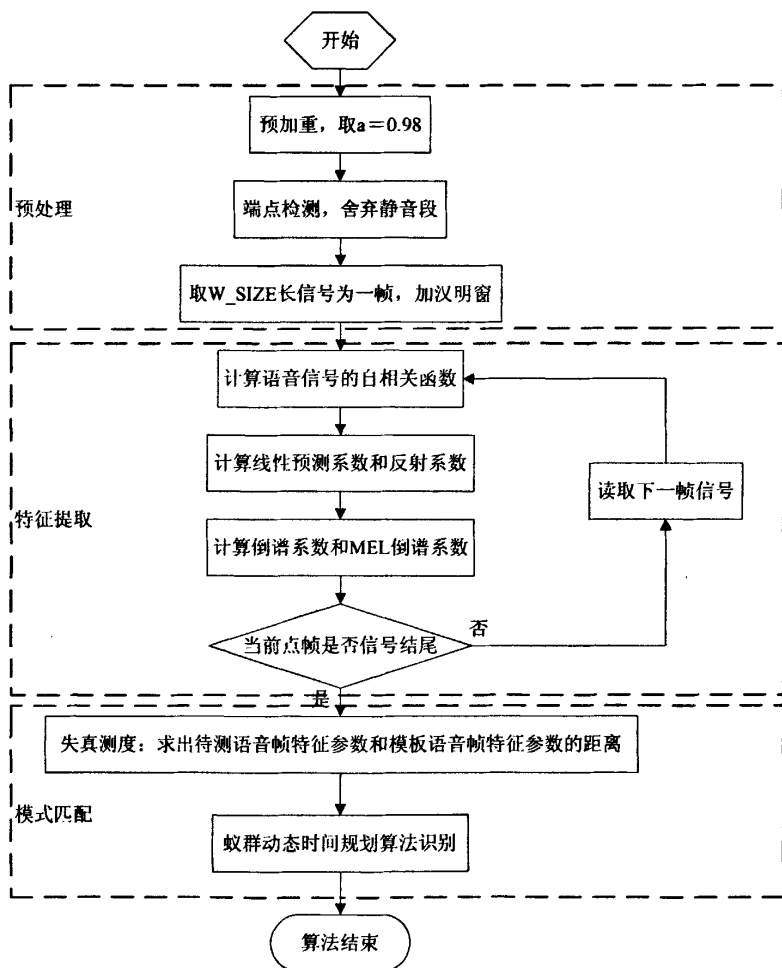 开始
预加重，取a＝0.98
预处理
端点检测，舍弃静音段
取W_SIZE长信号为一帧，加汉明窗
计算语音信号的白相关函数
计算线性预测系数和反射系数
读取下一帧信号
特征提取
计算倒谱系数和MEL倒谱系数
否
当前点帧是否信号结尾
是
失真测度：求出待测语音帧特征参数和模板语音帧特征参数的距离
模式匹配
蚁群动态时间规划算法识别
算法结束